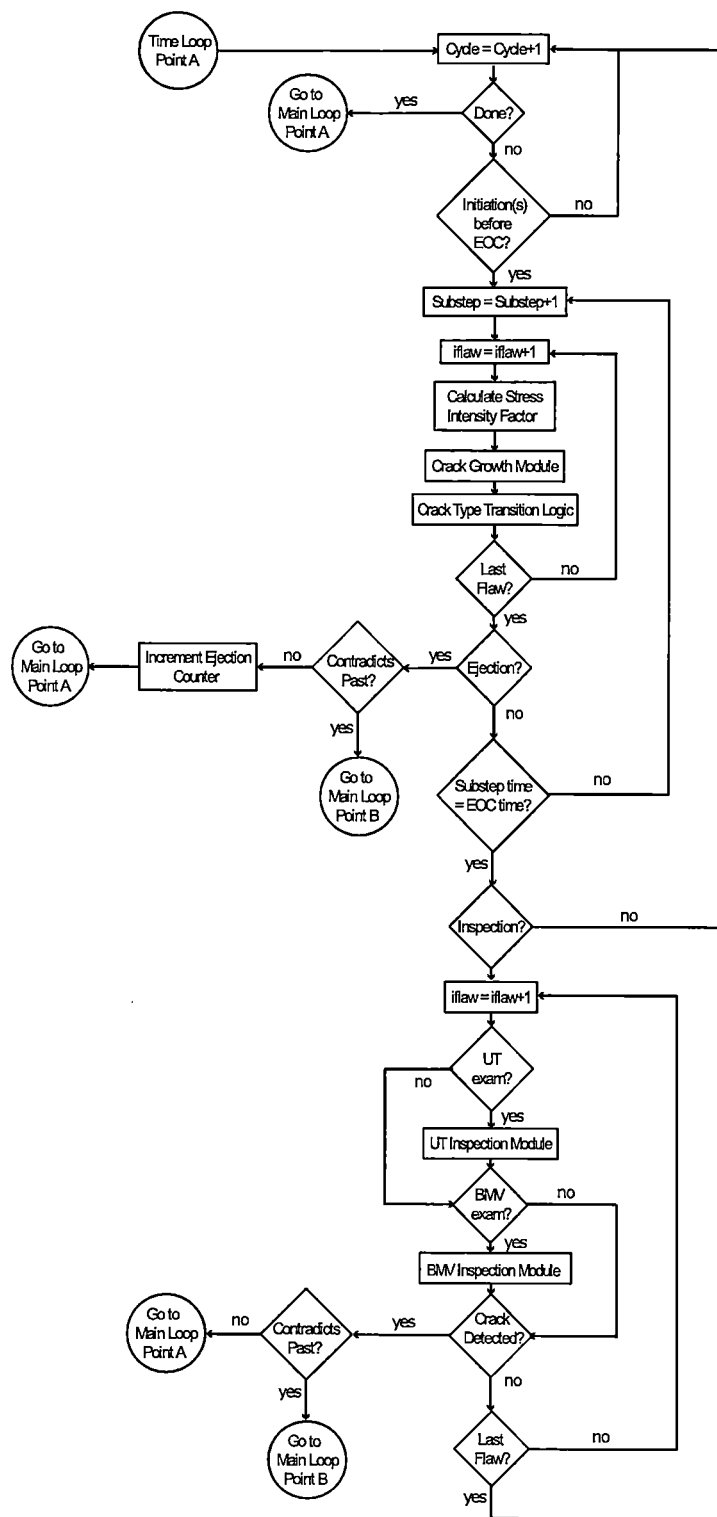 Time Loop
Point A
Cycle = Cycle+1
Go to
Main Loop
Point A
yes
Done?
no
Initiation(s)
before
EOC?
no
yes
Substep = Substep+1
iflaw = iflaw+1
Calculate Stress
Intensity Factor
Crack Growth Module
Crack Type Transition Logic
Last
Flaw?
no
yes
Go to
Main Loop
Point A
Increment Ejection
Counter
no
Contradicts
Past?
yes
Ejection?
yes
no
Go to
Main Loop
Point B
Substep time
= EOC time?
no
yes
Inspection?
no
iflaw = iflaw+1
UT
exam?
no
yes
UT Inspection Module
BMV
exam?
no
yes
BMV Inspection Module
Go to
Main Loop
Point A
no
Contradicts
Past?
yes
Crack
Detected?
yes
no
Go to
Main Loop
Point B
Last
Flaw?
no
yes